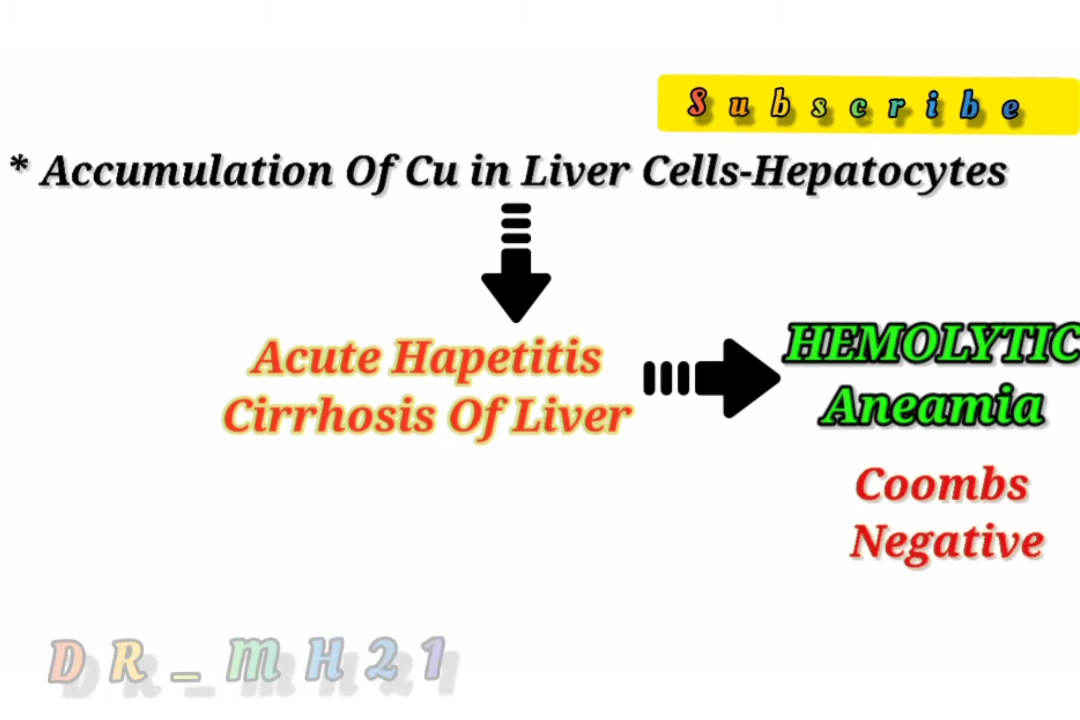 Subscribe
* Accumulation Of Cu in Liver Cells-Hepatocytes
Acute Hapetitis
Cirrhosis Of Liver
HEMOLYTIC
Aneamia
Coombs
Negative
DR_MH21